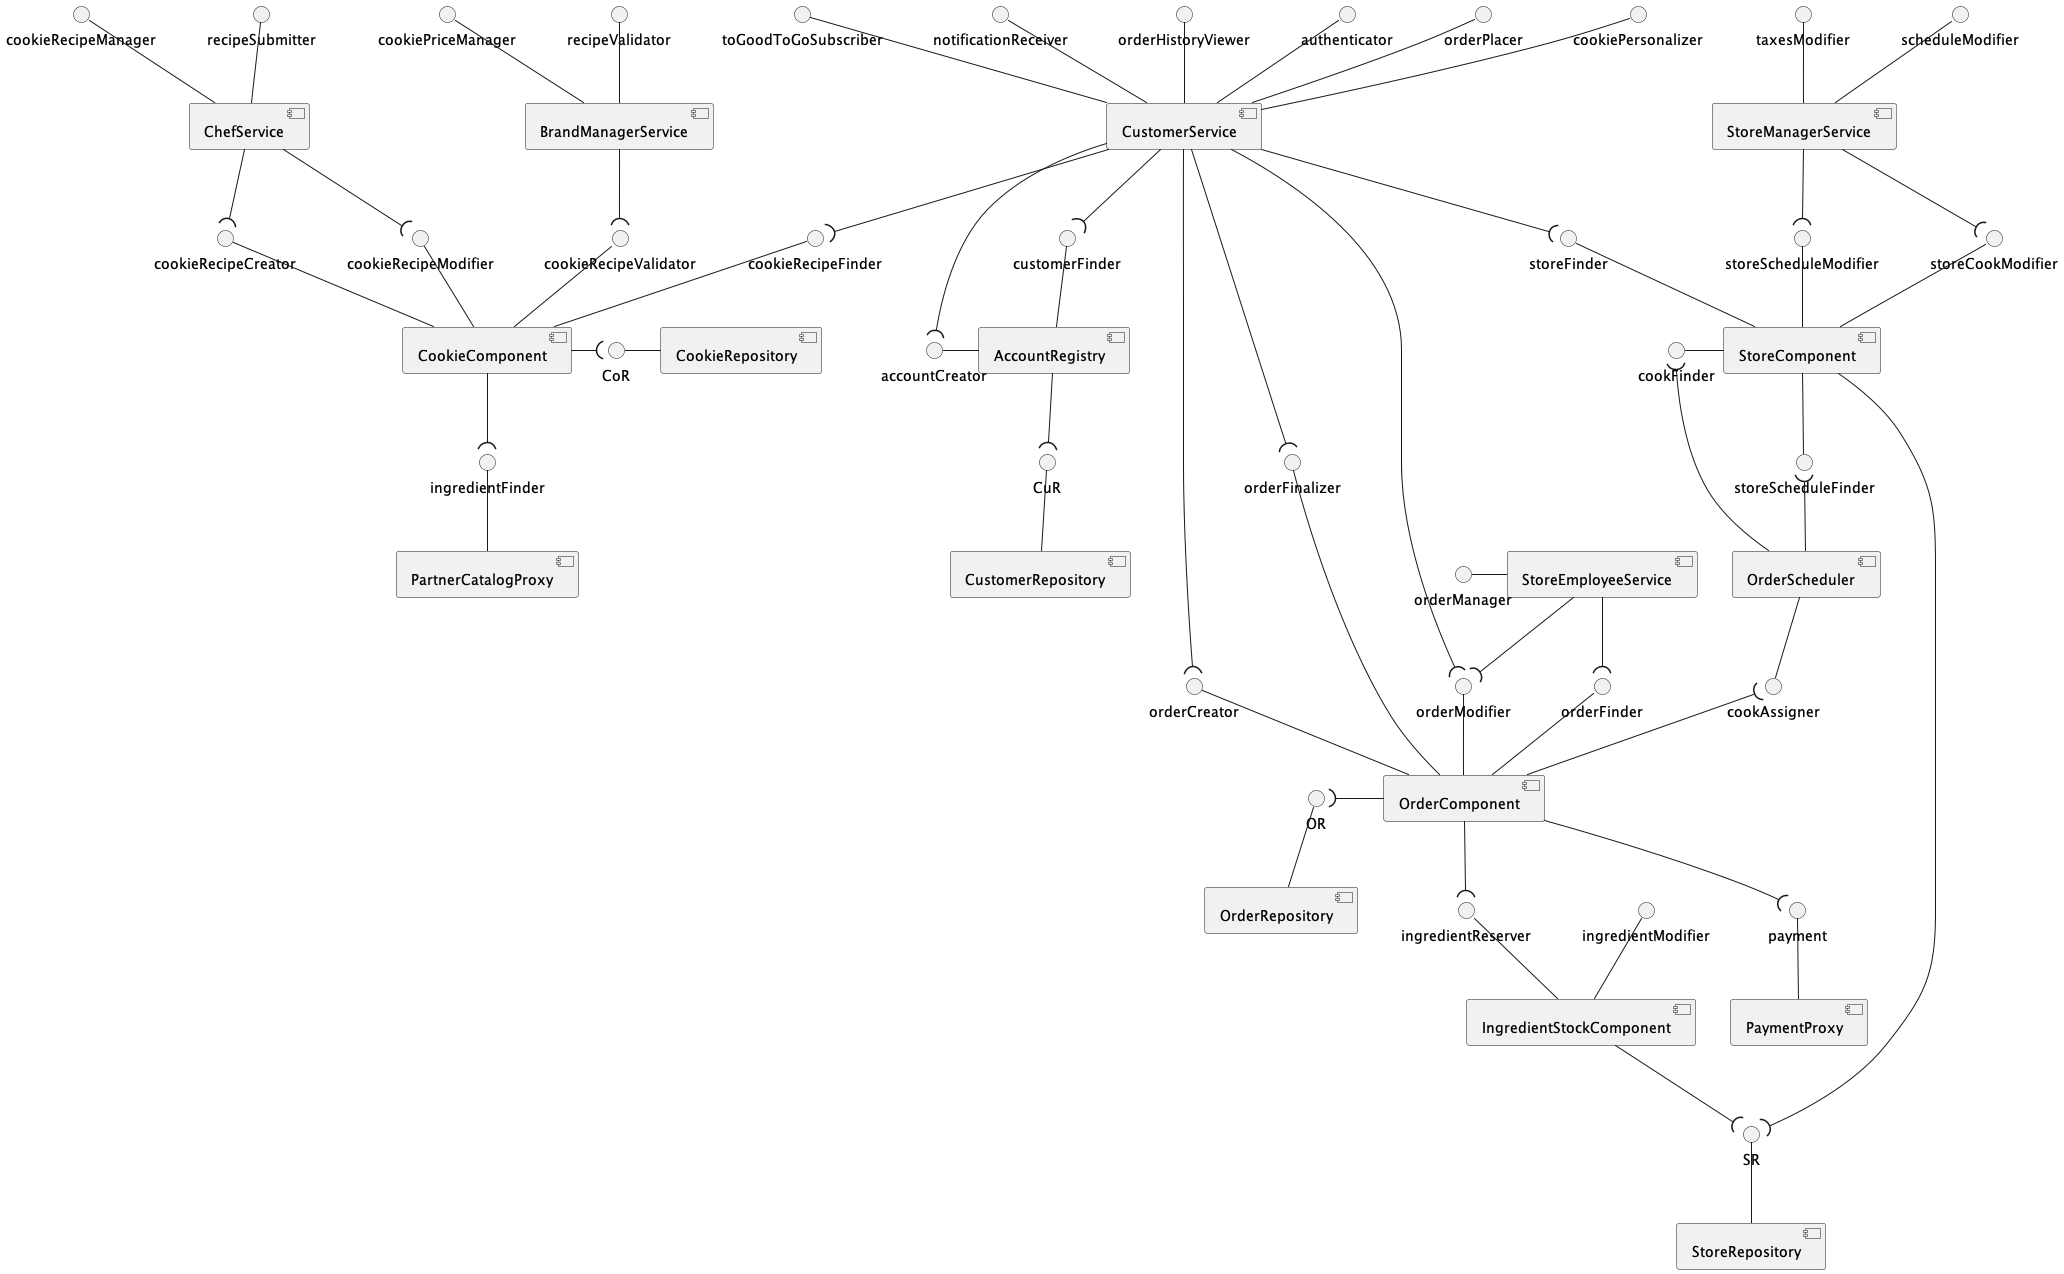 cookieRecipeManager
recipeSubmitter
cookiePriceManager
recipeValidator
toGoodToGoSubscriber
notificationReceiver
orderHistoryViewer
authenticator
orderPlacer
cookiePersonalizer
taxesModifier
scheduleModifier
ChefService
BrandManagerService
CustomerService
StoreManagerService
cookieRecipeCreator
cookieRecipeModifier
cookieRecipeValidator
cookieRecipeFinder
customerFinder
storeFinder
storeScheduleModifier
storeCookModifier
CookieComponent
CoR
CookieRepository
accountCreator
AccountRegistry
cookFinder
StoreComponent
ingredientFinder
CuR
orderFinalizer
storeScheduleFinder
PartnerCatalogProxy
CustomerRepository
orderManager
StoreEmployeeService
OrderScheduler
orderCreator
orderModifier
orderFinder
cookAssigner
OR
OrderComponent
OrderRepository
ingredientReserver
ingredientModifier
payment
IngredientStockComponent
PaymentProxy
SR
StoreRepository